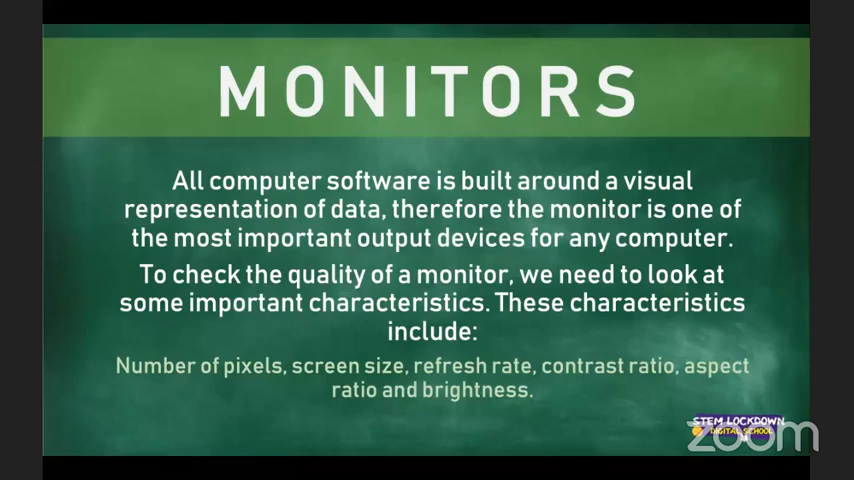 MONITORS
All computer software is built around a visual
representation of data, therefore the monitor is one of
the most important output devices for any computer.
To check the quality of a monitor, we need to look at
some important characteristics. These characteristics
include:
Number of pixels, screen size, refresh rate, contrast ratio, aspect
ratio and brightness.
STEM LOCKDOWN
DIGITAL SCHOOL
zoom